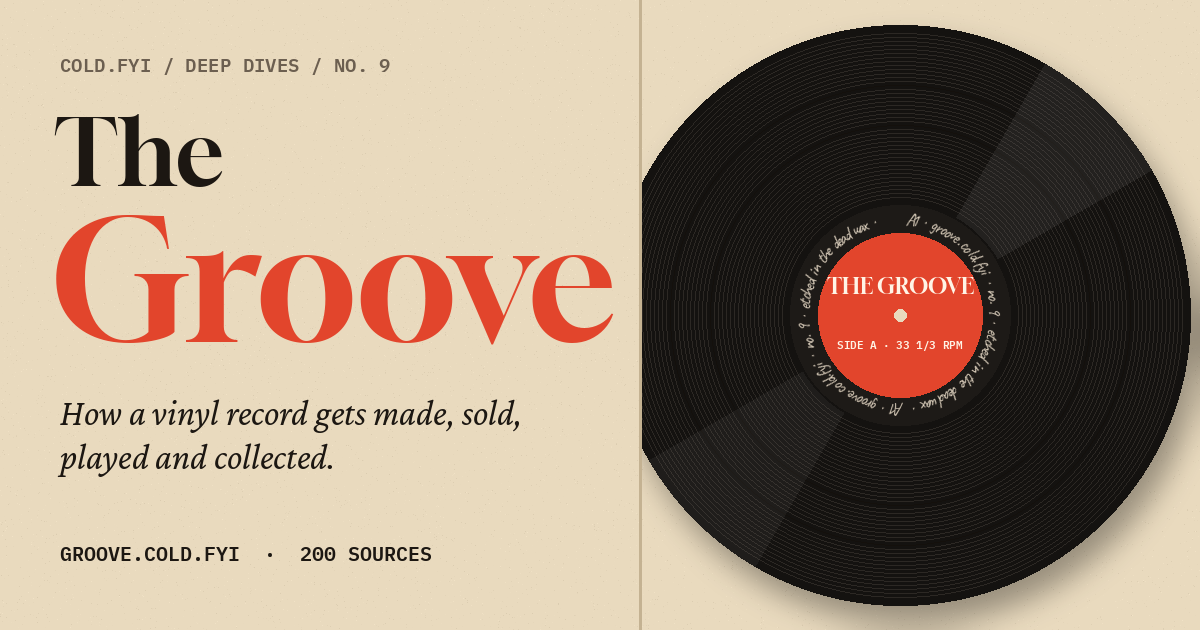 COLD.FYI / DEEP DIVES / NO. 9
The
Groove
How a vinyl record gets made, sold,
played and collected.
GROOVE.COLD.FYI · 200 SOURCES
A1 · groove.cold.fyi · no. 9 · etched in the dead wax · A1 · groove.cold.fyi · no. 9 · etched in the dead wax ·
THE GROOVE
SIDE A · 33 1/3 RPM